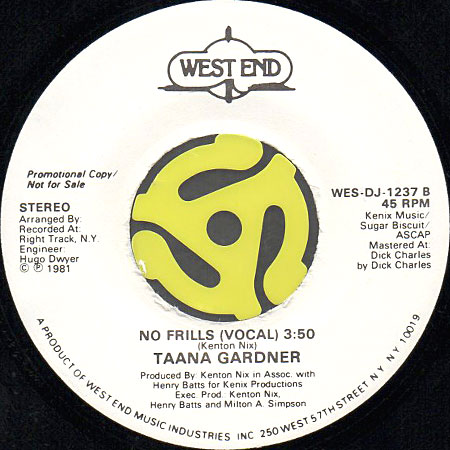 WEST END
Promotional Copy/
Not for Sale
STEREO
Arranged By:
Recorded At:
Right Track, N.Y.
Engineer:
Hugo Dwyer
© ℗ 1981
WES-DJ-1237 B
45 RPM
Kenix Music/
Sugar Biscuit/
ASCAP
Mastered At:
Dick Charles
by Dick Charles
NO FRILLS (VOCAL) 3:50
(Kenton Nix)
TAANA GARDNER
Produced By: Kenton Nix in Assoc. with
Henry Batts for Kenix Productions
Exec. Prod.: Kenton Nix,
Henry Batts and Milton A. Simpson
A PRODUCT OF WEST END MUSIC INDUSTRIES INC 250 WEST 57TH STREET NY, NY 10019